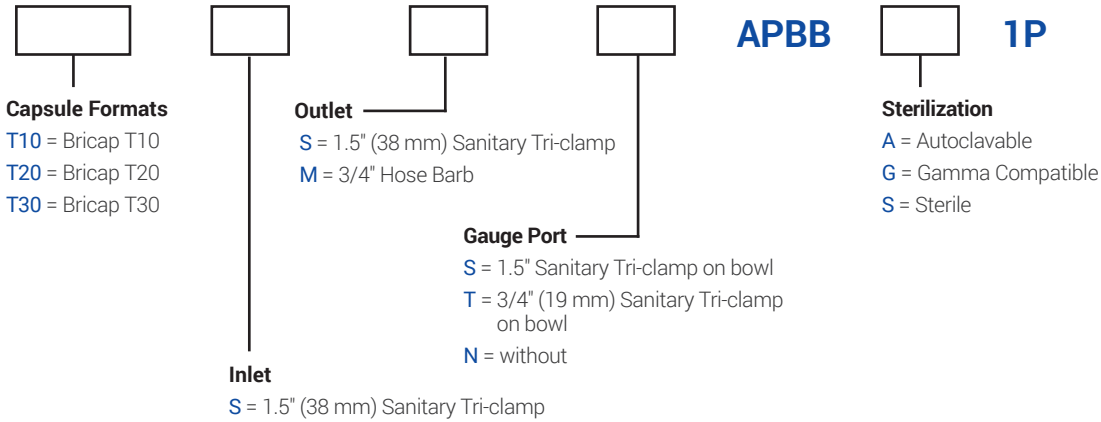 APBB
1P
Capsule Formats
T10 = Bricap T10
T20 = Bricap T20
T30 = Bricap T30
Inlet
S = 1.5" (38 mm) Sanitary Tri-clamp
Outlet
S = 1.5" (38 mm) Sanitary Tri-clamp
M = 3/4" Hose Barb
Gauge Port
S = 1.5" Sanitary Tri-clamp on bowl
T = 3/4" (19 mm) Sanitary Tri-clamp
on bowl
N = without
Sterilization
A = Autoclavable
G = Gamma Compatible
S = Sterile